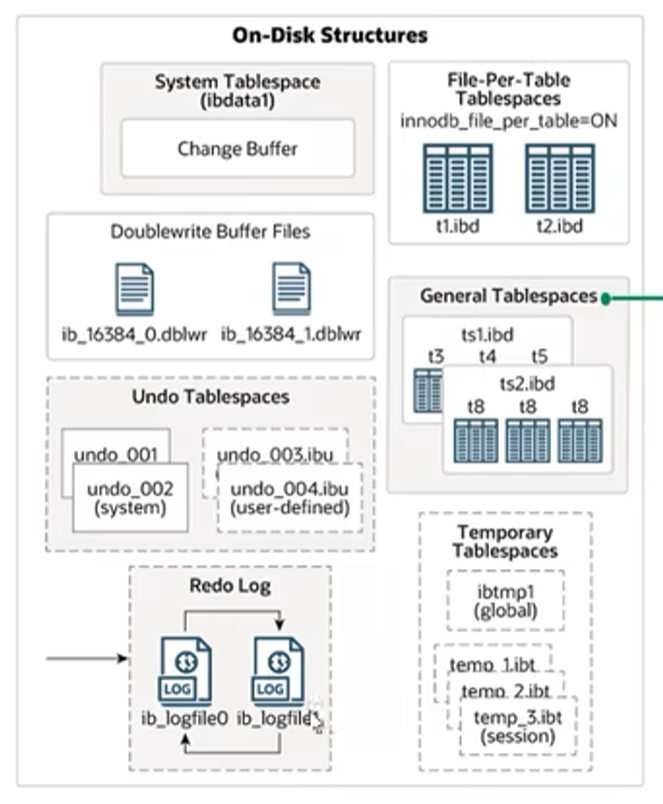 On-Disk Structures
System Tablespace
(ibdata1)
Change Buffer
File-Per-Table
Tablespaces
innodb_file_per_table=ON
t1.ibd
t2.ibd
Doublewrite Buffer Files
ib_16384_0.dblwr
ib_16384_1.dblwr
General Tablespaces
ts1.ibd
t3
t4
t5
ts2.ibd
t8
t8
t8
Undo Tablespaces
undo_001
undo_002
(system)
undo_003.ibu
undo_004.ibu
(user-defined)
Temporary
Tablespaces
ibtmp1
(global)
temp_1.ibt
temp_2.ibt
temp_3.ibt
(session)
Redo Log
LOG
LOG
ib_logfile0
ib_logfile1